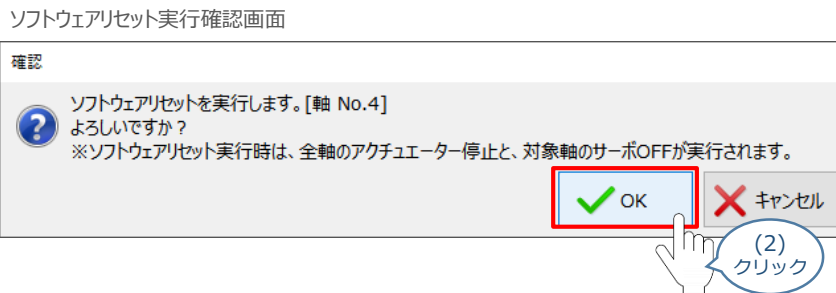 ソフトウェアリセット実行確認画面
確認
ソフトウェアリセットを実行します。[軸 No.4]
よろしいですか？
※ソフトウェアリセット実行時は、全軸のアクチュエーター停止と、対象軸のサーボOFFが実行されます。
OK
キャンセル
(2)
クリック